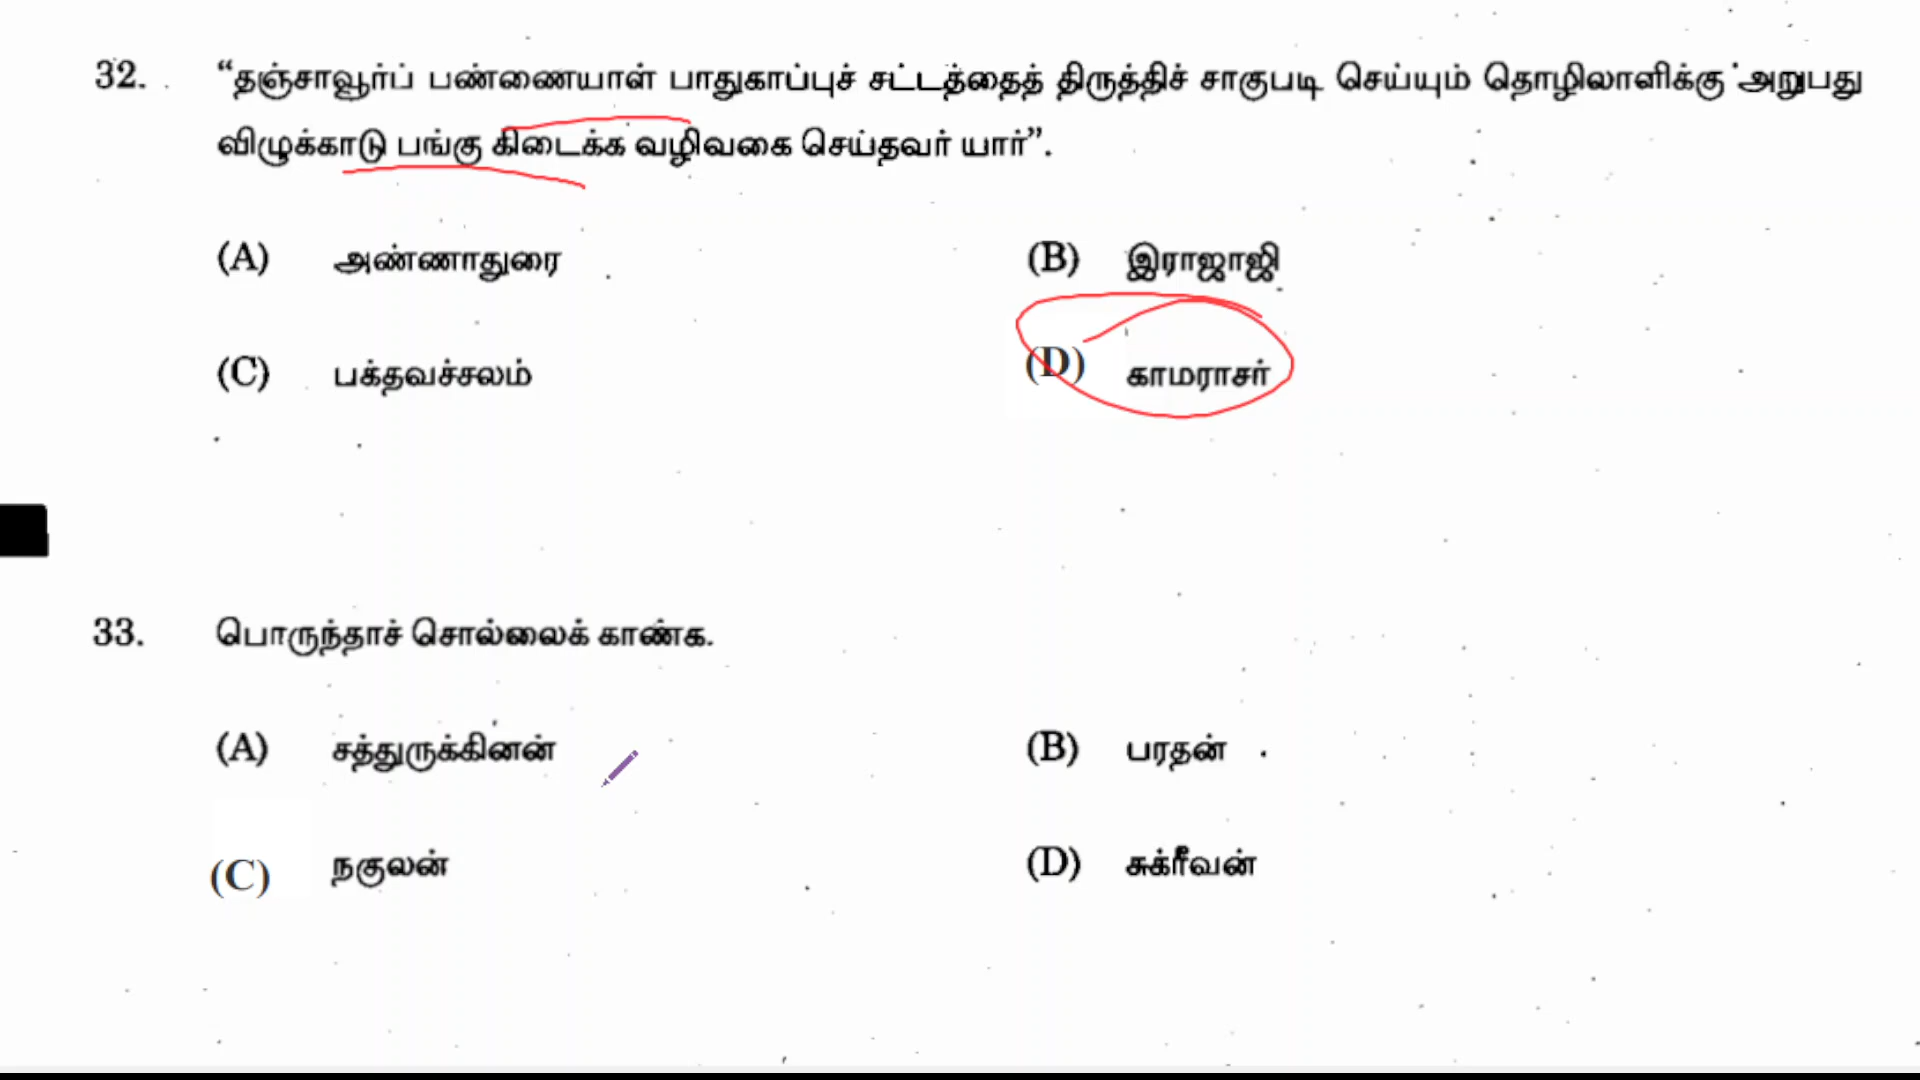 32. “தஞ்சாவூர்ப் பண்ணையாள் பாதுகாப்புச் சட்டத்தைத் திருத்திச் சாகுபடி செய்யும் தொழிலாளிக்கு அறுபது
விழுக்காடு பங்கு கிடைக்க வழிவகை செய்தவர் யார்”.
(A) அண்ணாதுரை (B) இராஜாஜி
(C) பக்தவச்சலம் (D) காமராசர்
33. பொருந்தாச் சொல்லைக் காண்க.
(A) சத்துருக்கினன் (B) பரதன்
(C) நகுலன் (D) சுக்ரீவன்